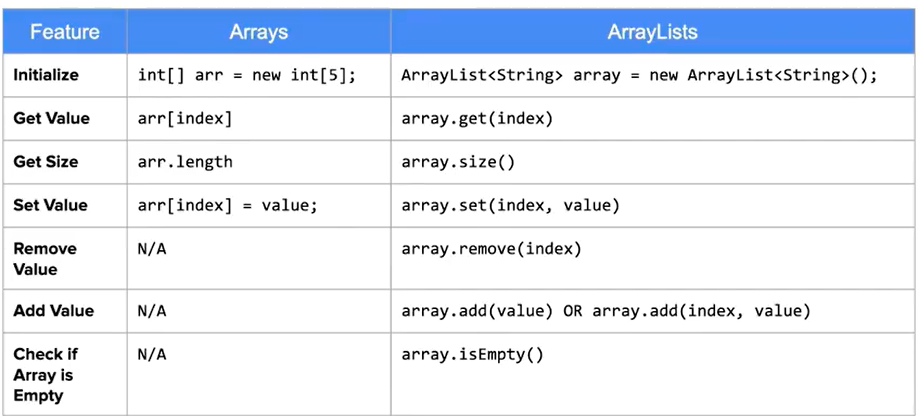 Feature Arrays ArrayLists
Initialize int[] arr = new int[5]; ArrayList<String> array = new ArrayList<String>();
Get Value arr[index] array.get(index)
Get Size arr.length array.size()
Set Value arr[index] = value; array.set(index, value)
Remove N/A array.remove(index)
Value
Add Value N/A array.add(value) OR array.add(index, value)
Check if N/A array.isEmpty()
Array is
Empty